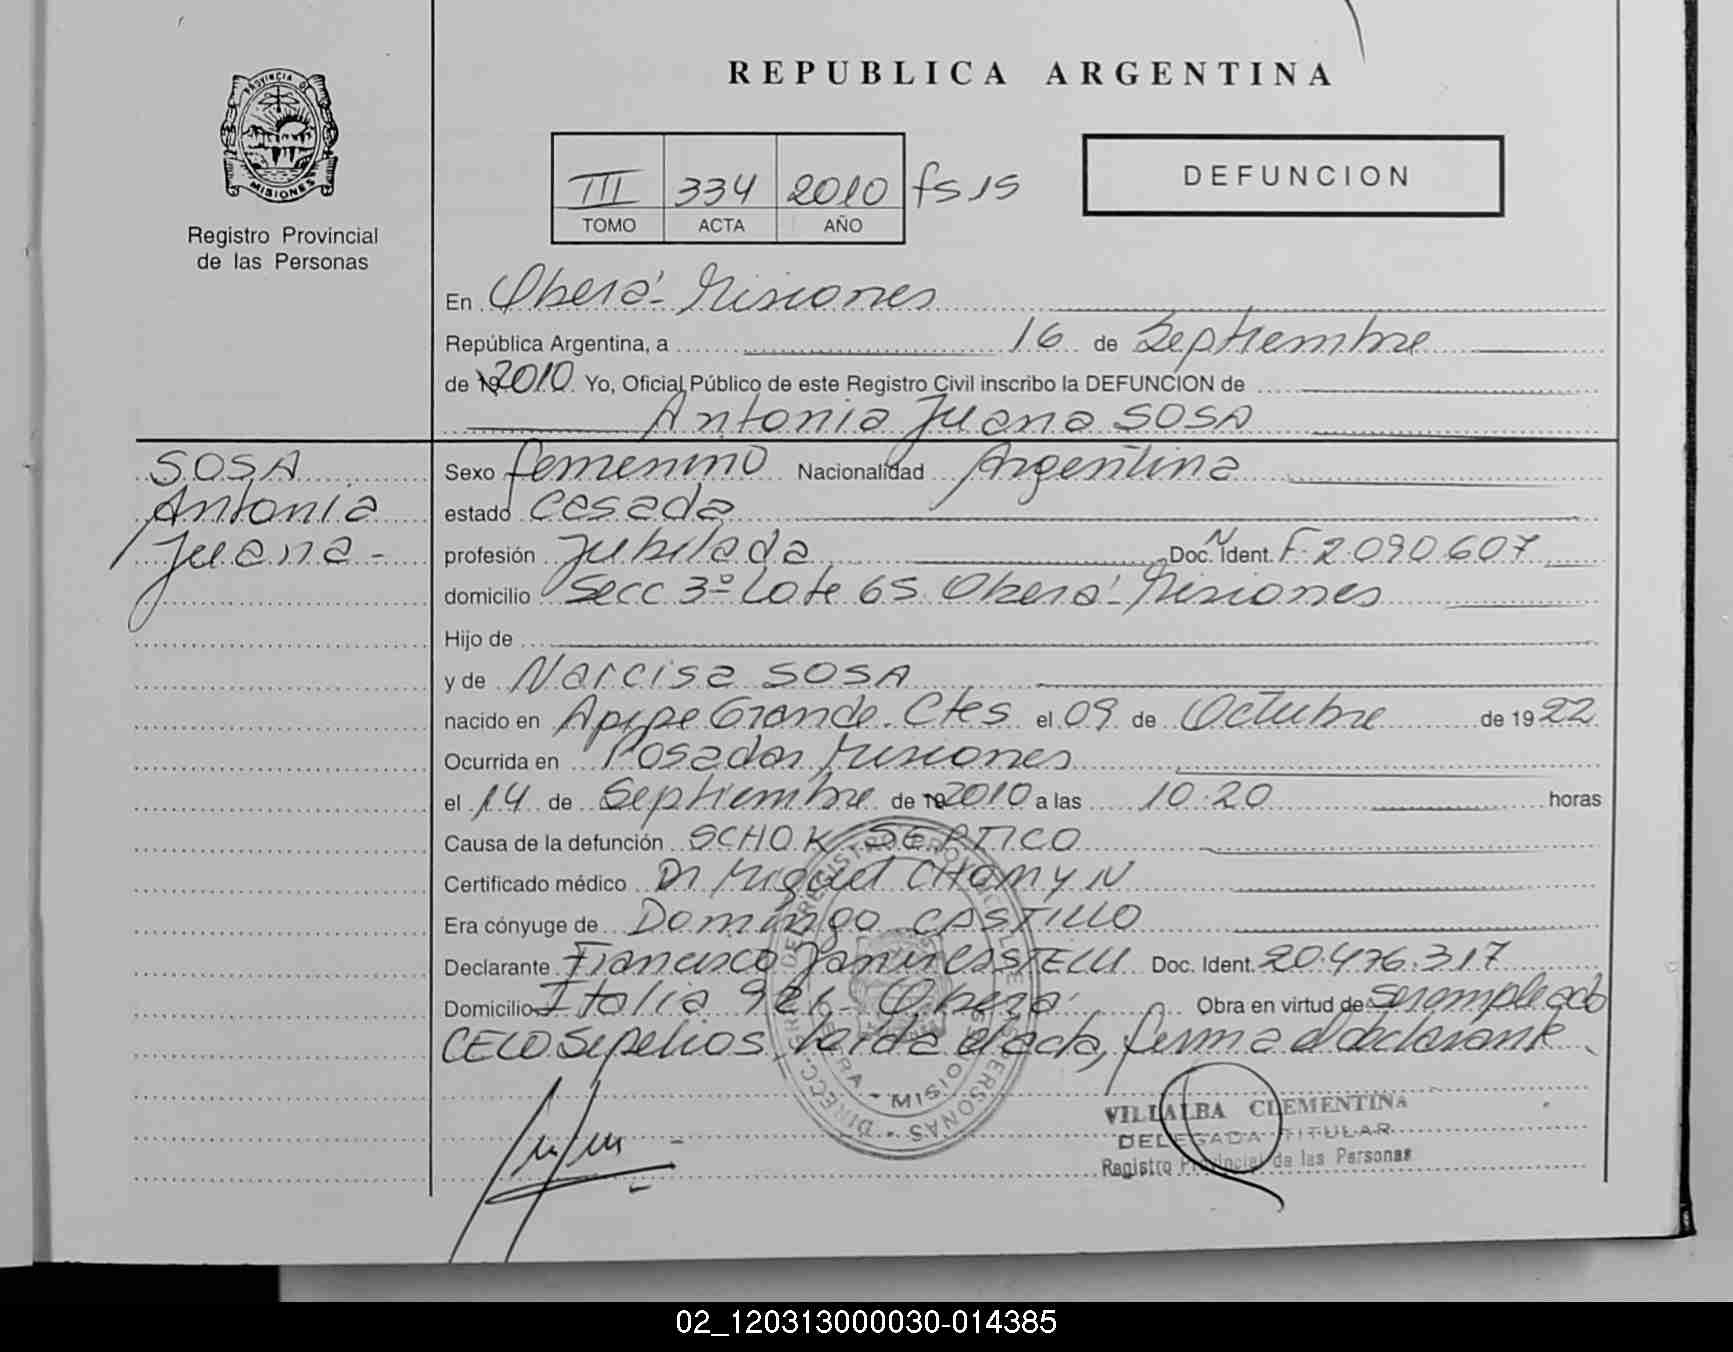 PROVINCIA DE
MISIONES
Registro Provincial
de las Personas
REPUBLICA ARGENTINA
III 334 2010 fs 15
TOMO ACTA AÑO
DEFUNCION
En Oberá - Misiones
República Argentina, a 16 de Septiembre
de 19 2010 Yo, Oficial Público de este Registro Civil inscribo la DEFUNCION de
Antonia Juana SOSA
SOSA
Antonia
Juana -
Sexo femenino Nacionalidad Argentina
estado casada
profesión Jubilada Doc. Ident. F. 2.090.607
domicilio Secc 3º Lote 65 Oberá - Misiones
Hijo de
y de Narcisa SOSA
nacido en Apipe Grande. Ctes el 09 de Octubre de 1922
Ocurrida en Posadas Misiones
el 14 de Septiembre de 19 2010 a las 10.20 horas
Causa de la defunción SCHOK SEPTICO
Certificado médico Dr Miguel CHAMY N
Era cónyuge de Domingo CASTILLO
Declarante Francisco Doc. Ident. 20.476.317
Domicilio Italia 926 - Oberá Obra en virtud de ser empleado
CELO Sepelios, leída el acta, firma el declarante
VILLALBA CLEMENTINA
DELEGADA TITULAR
Registro Provincial de las Personas
02_120313000030-014385